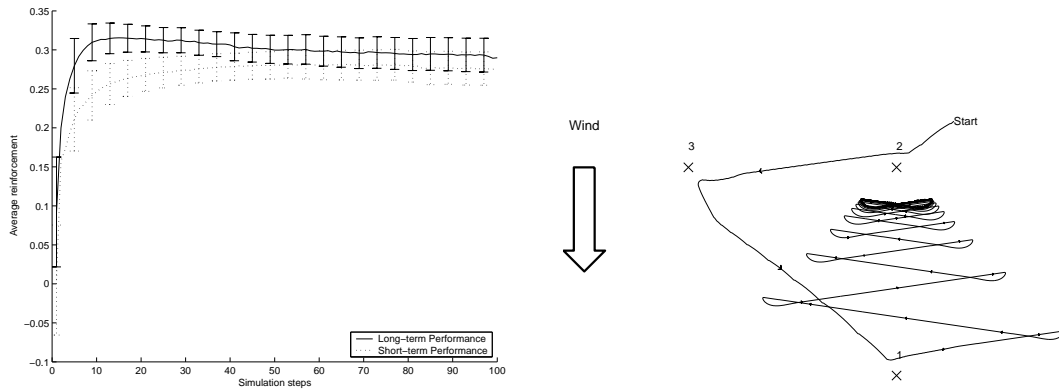 0.35
0.3
0.25
0.2
0.15
0.1
0.05
0
−0.05
−0.1
Average reinforcement
0 10 20 30 40 50 60 70 80 90 100
Simulation steps
Long−term Performance
Short−term Performance
Wind
Start
3
2
1